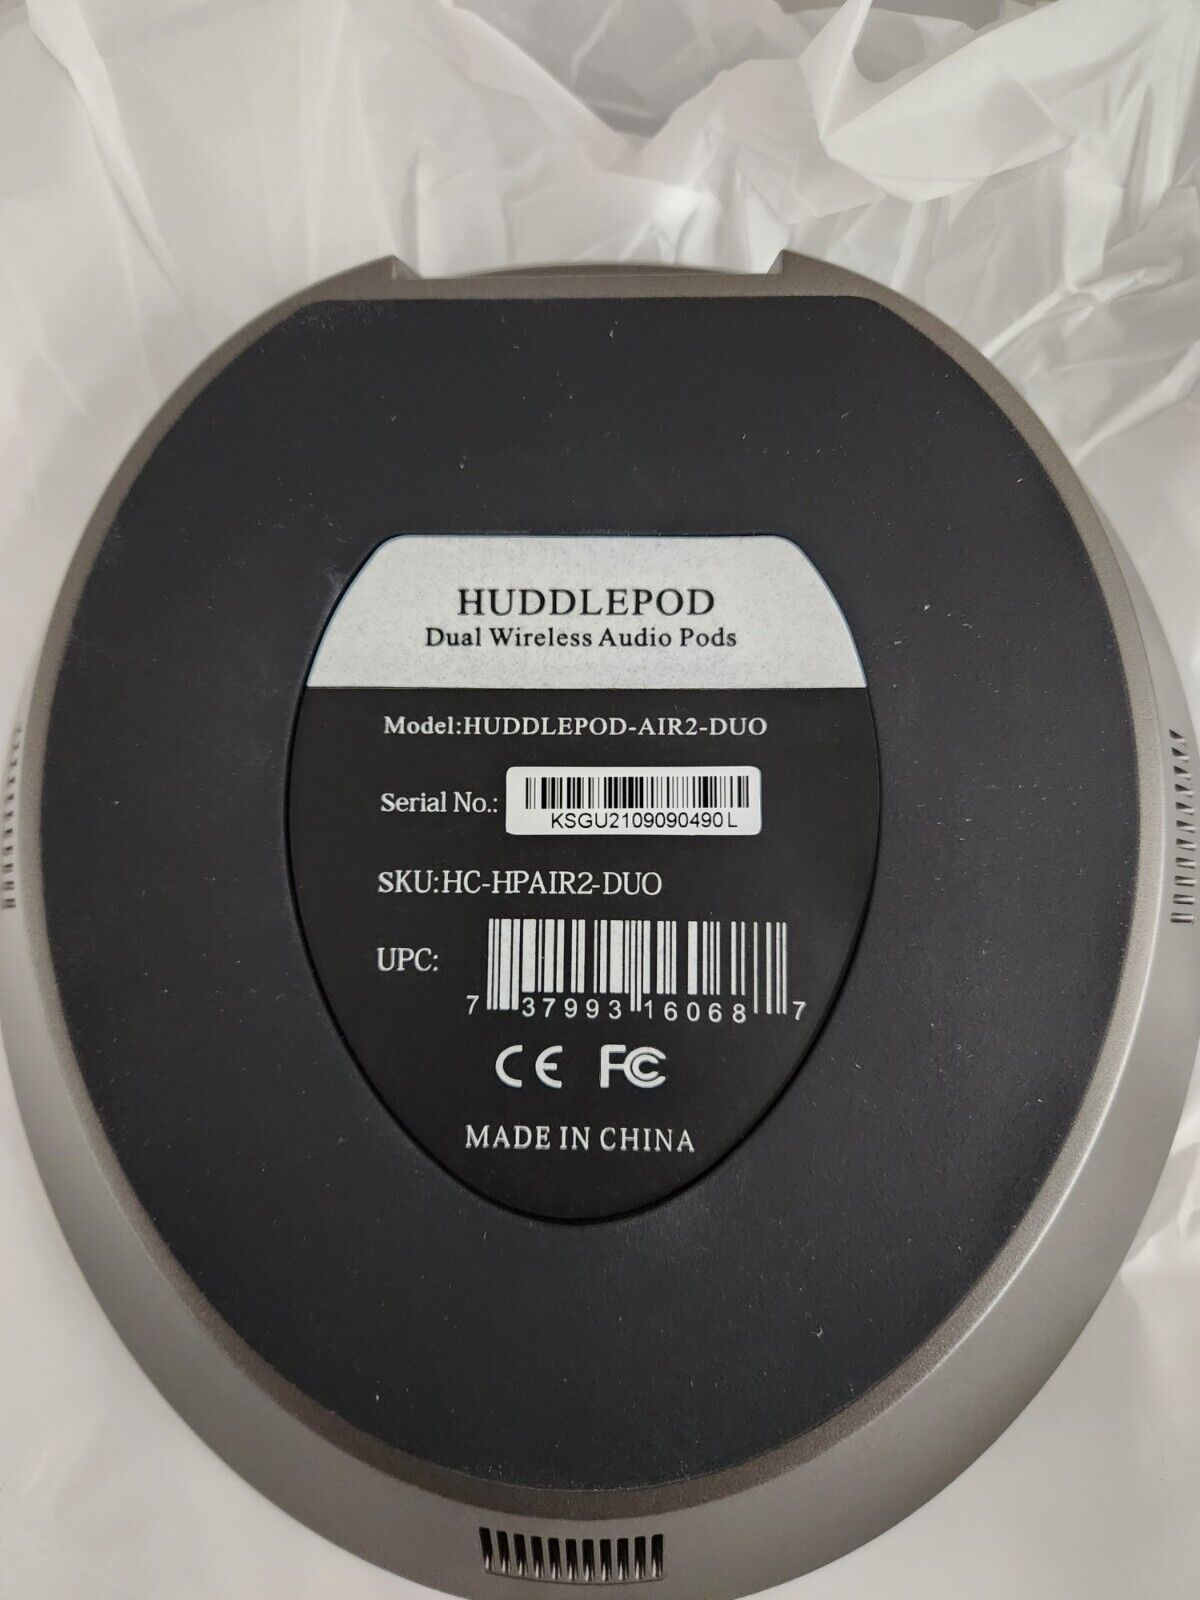 HUDDLEPOD
Dual Wireless Audio Pods
Model:HUDDLEPOD-AIR2-DUO
Serial No.:
KSGU2109090490L
SKU:HC-HPAIR2-DUO
UPC:
7 37993 16068 7
CE FC
MADE IN CHINA